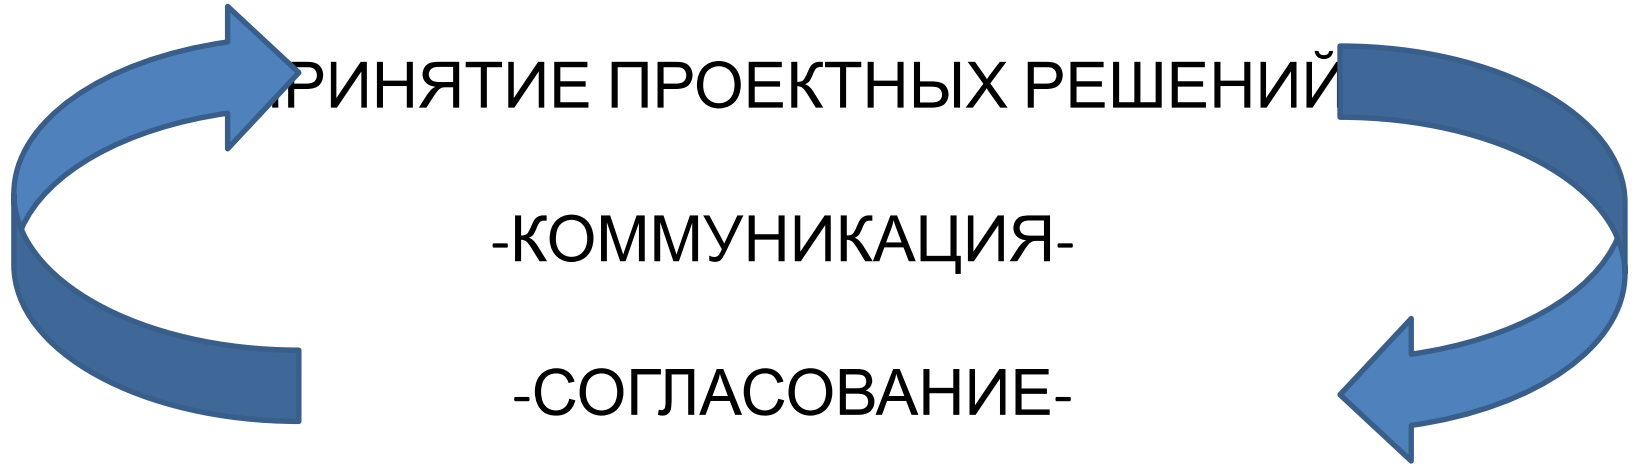 ПРИНЯТИЕ ПРОЕКТНЫХ РЕШЕНИЙ
-КОММУНИКАЦИЯ-
-СОГЛАСОВАНИЕ-